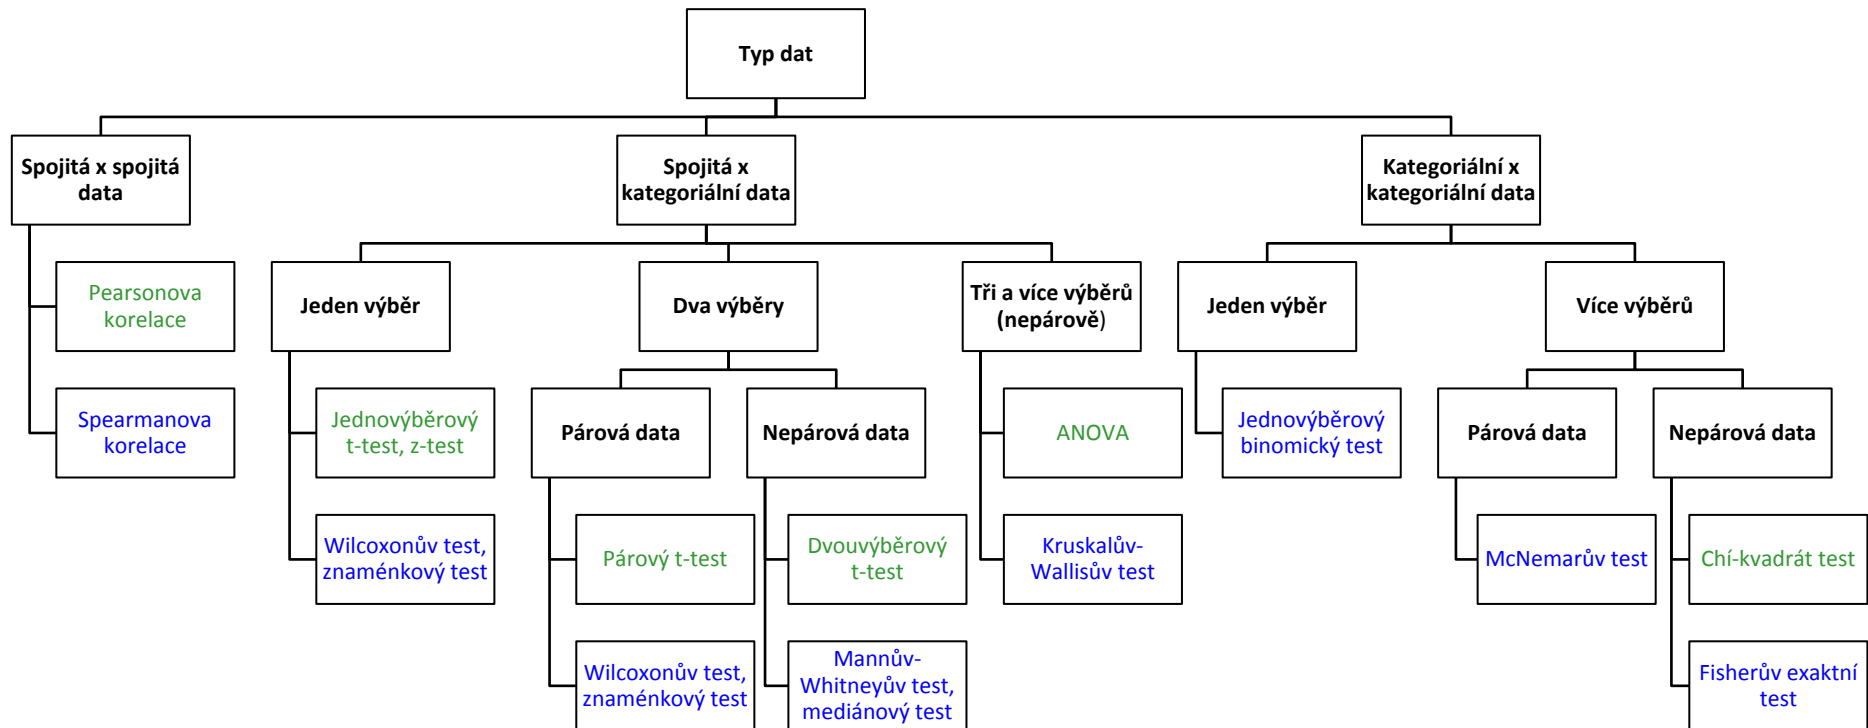 Typ dat
Spojitá x spojitá
data
Spojitá x
kategoriální data
Kategoriální x
kategoriální data
Pearsonova
korelace
Jeden výběr
Dva výběry
Tři a více výběrů
(nepárově)
Jeden výběr
Více výběrů
Spearmanova
korelace
Jednovýběrový
t-test, z-test
Párová data
Nepárová data
ANOVA
Jednovýběrový
binomický test
Párová data
Nepárová data
Wilcoxonův test,
znaménkový test
Párový t-test
Dvouvýběrový
t-test
Kruskalův-
Wallisův test
McNemarův test
Chí-kvadrát test
Wilcoxonův test,
znaménkový test
Mannův-
Whitneyův test,
mediánový test
Fisherův exaktní
test